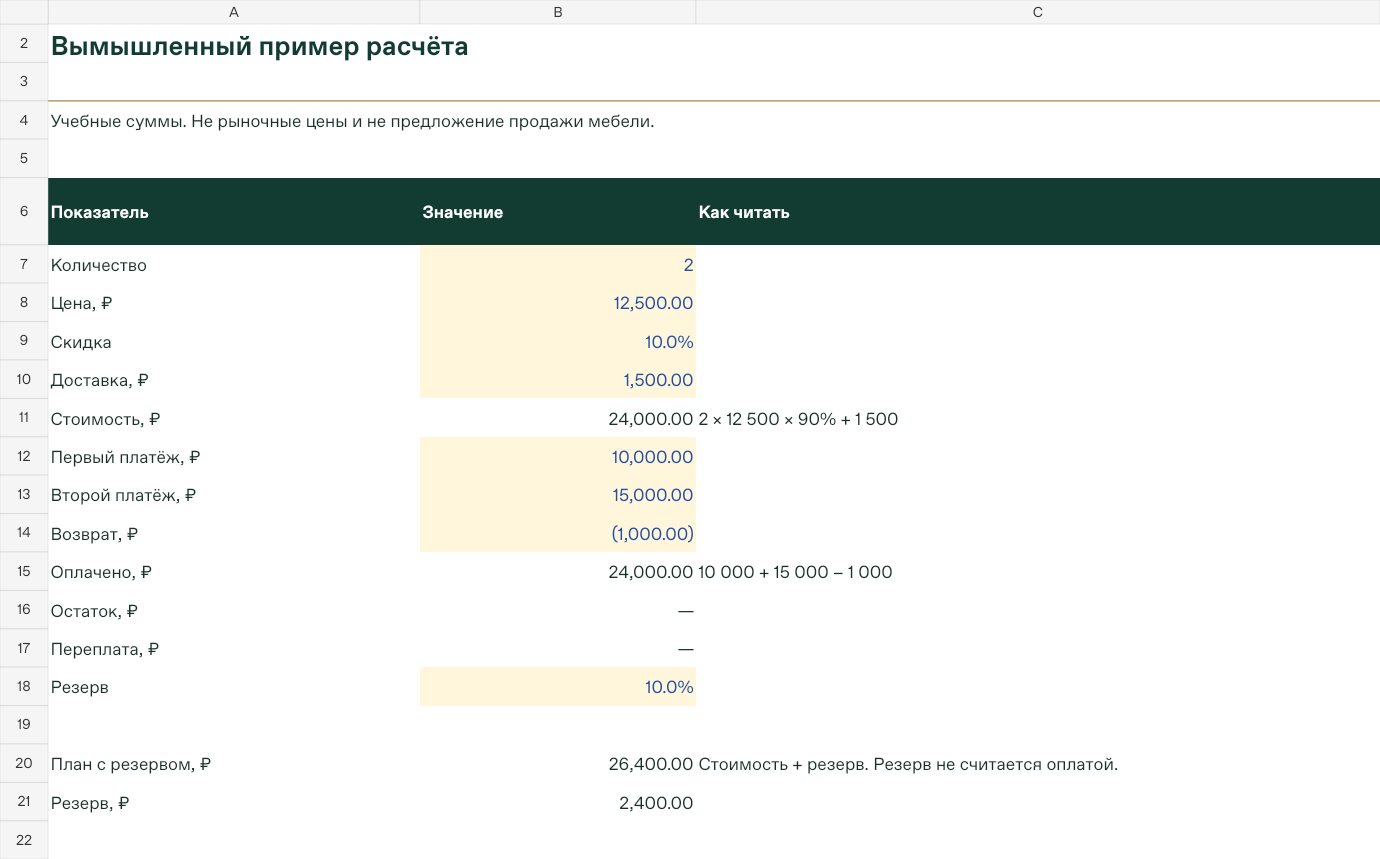 A B C
2 Вымышленный пример расчёта
3
4 Учебные суммы. Не рыночные цены и не предложение продажи мебели.
5
6 Показатель Значение Как читать
7 Количество 2
8 Цена, ₽ 12,500.00
9 Скидка 10.0%
10 Доставка, ₽ 1,500.00
11 Стоимость, ₽ 24,000.00 2 × 12 500 × 90% + 1 500
12 Первый платёж, ₽ 10,000.00
13 Второй платёж, ₽ 15,000.00
14 Возврат, ₽ (1,000.00)
15 Оплачено, ₽ 24,000.00 10 000 + 15 000 – 1 000
16 Остаток, ₽ —
17 Переплата, ₽ —
18 Резерв 10.0%
19
20 План с резервом, ₽ 26,400.00 Стоимость + резерв. Резерв не считается оплатой.
21 Резерв, ₽ 2,400.00
22